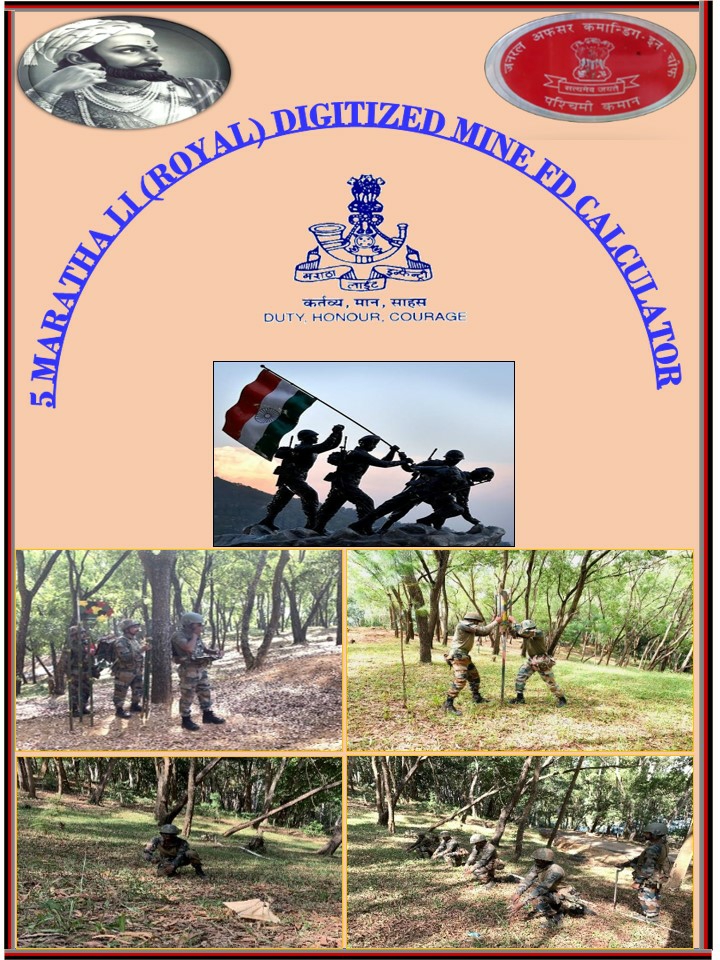 जनरल अफसर कमान्डिंग-इन-चीफ
सत्यमेव जयते
पश्चिमी कमान
5 MARATHA LI (ROYAL) DIGITIZED MINE FD CALCULATOR
मराठा लाईट इन्फैन्ट्री
कर्तव्य, मान, साहस
DUTY, HONOUR, COURAGE